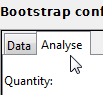 Bootstrap conf
Data Analyse
Quantity: